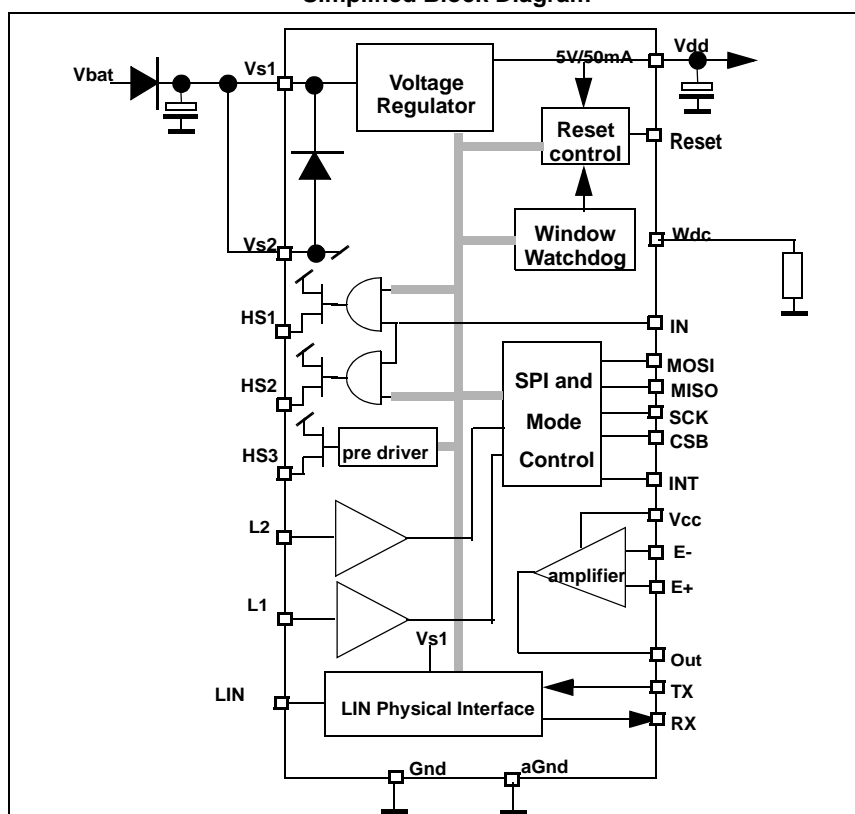 Simplified Block Diagram
Vbat
Vs1
Voltage
Regulator
5V/50mA
Vdd
Reset
control
Reset
Vs2
Window
Watchdog
Wdc
HS1
IN
HS2
SPI and
Mode
Control
MOSI
MISO
SCK
CSB
INT
HS3
pre driver
L2
Vcc
amplifier
E-
E+
L1
Vs1
Out
LIN
LIN Physical Interface
TX
RX
Gnd
aGnd